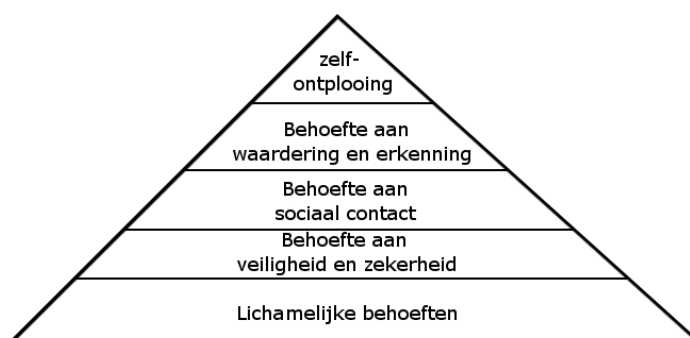 zelf-
ontplooing
Behoefte aan
waardering en erkenning
Behoefte aan
sociaal contact
Behoefte aan
veiligheid en zekerheid
Lichamelijke behoeften